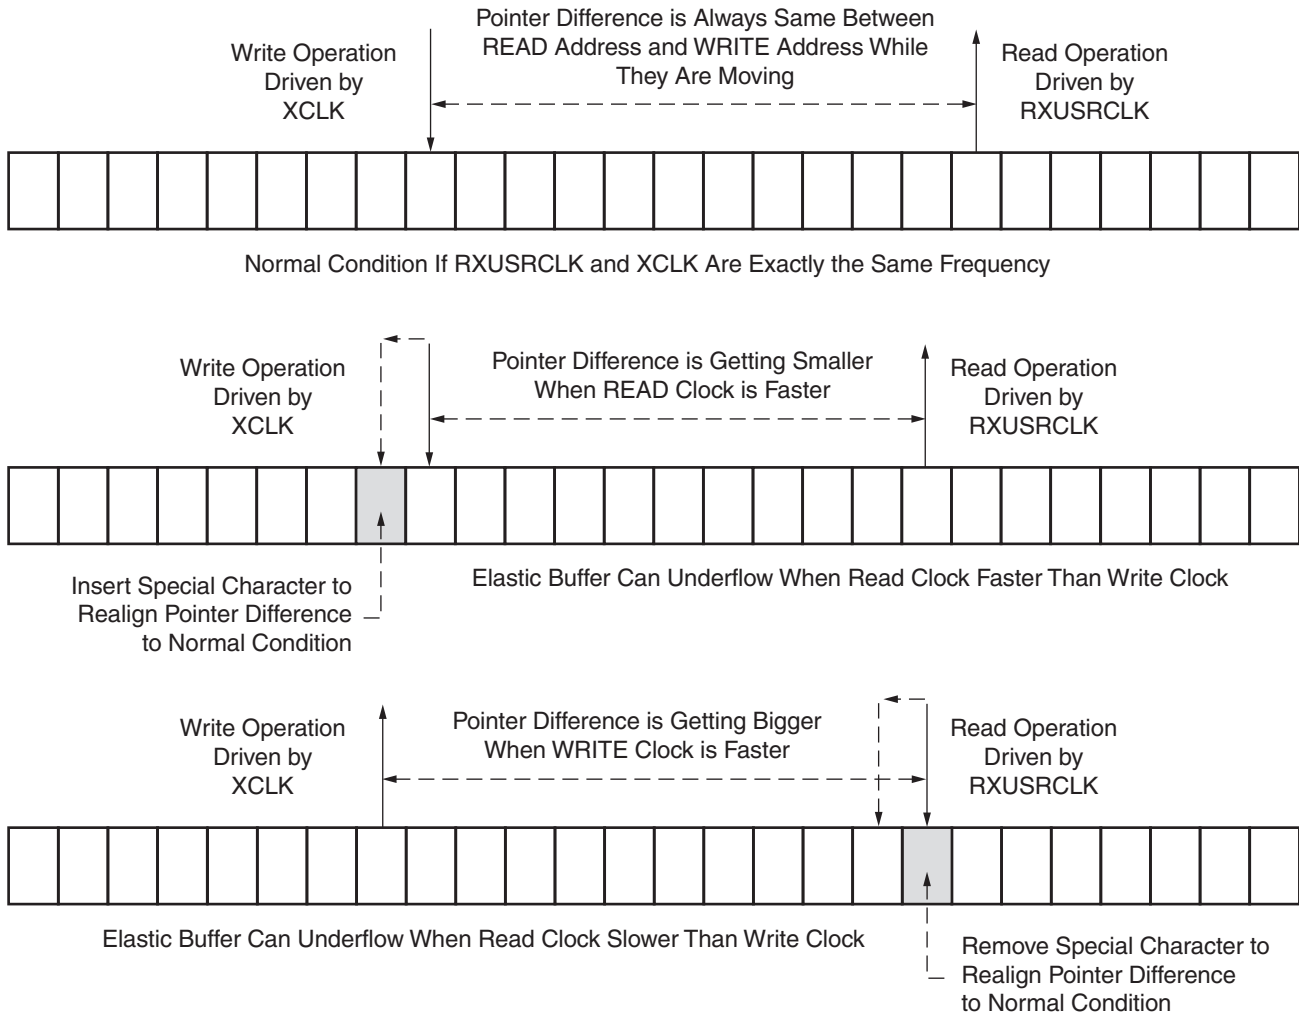 Pointer Difference is Always Same Between
READ Address and WRITE Address While
They Are Moving
Write Operation
Driven by
XCLK
Read Operation
Driven by
RXUSRCLK
Normal Condition If RXUSRCLK and XCLK Are Exactly the Same Frequency
Write Operation
Driven by
XCLK
Pointer Difference is Getting Smaller
When READ Clock is Faster
Read Operation
Driven by
RXUSRCLK
Insert Special Character to
Realign Pointer Difference
to Normal Condition
Elastic Buffer Can Underflow When Read Clock Faster Than Write Clock
Write Operation
Driven by
XCLK
Pointer Difference is Getting Bigger
When WRITE Clock is Faster
Read Operation
Driven by
RXUSRCLK
Elastic Buffer Can Underflow When Read Clock Slower Than Write Clock
Remove Special Character to
Realign Pointer Difference
to Normal Condition